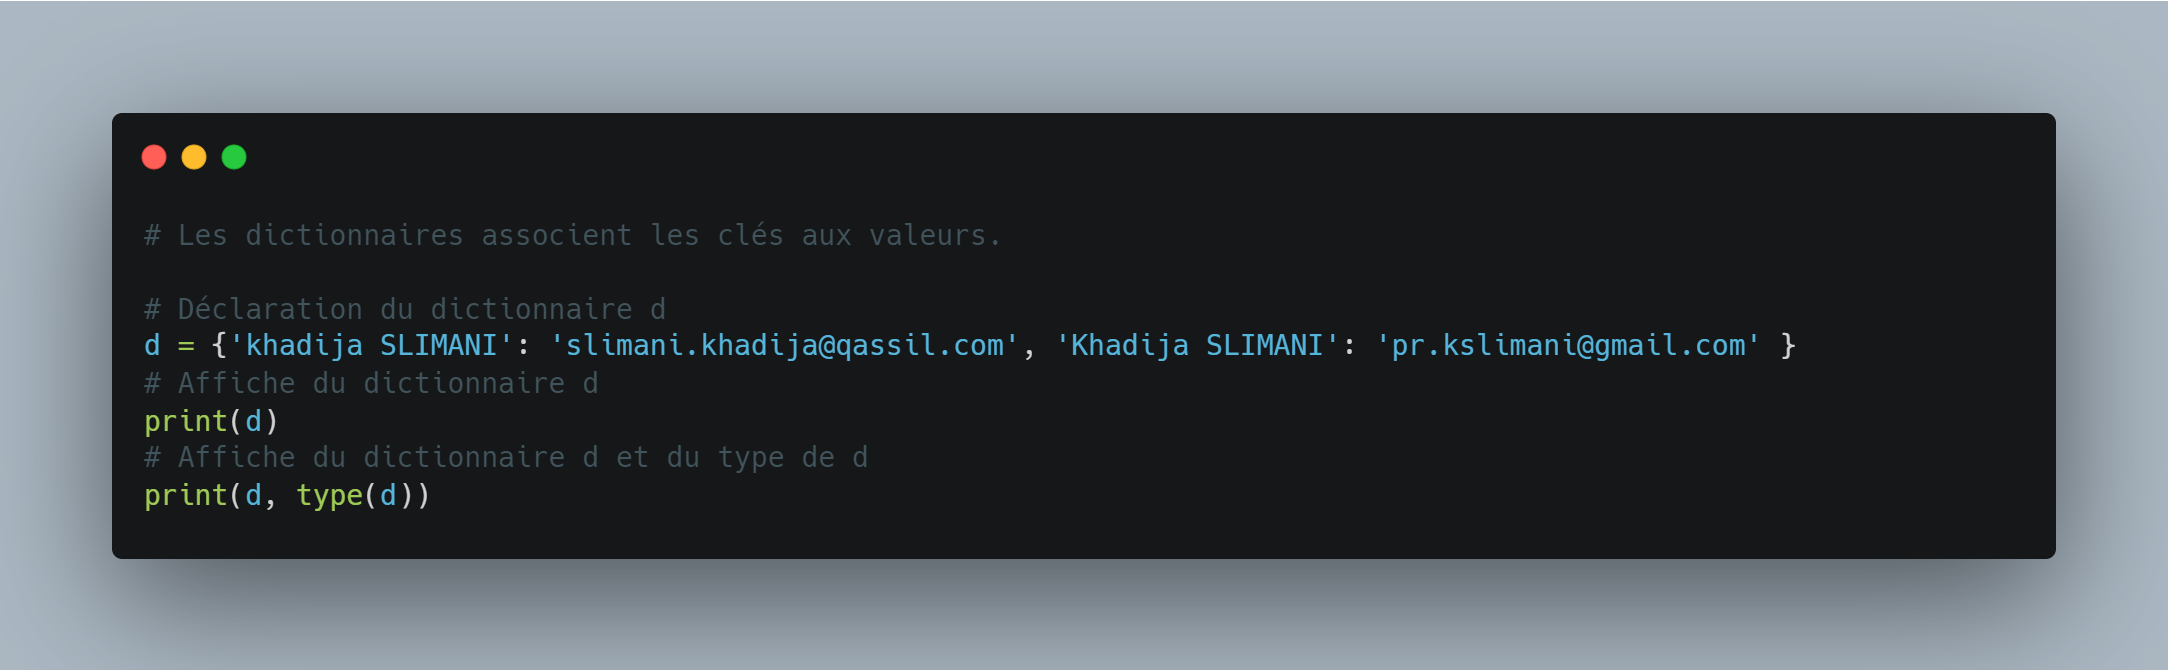 # Les dictionnaires associent les clés aux valeurs.
# Déclaration du dictionnaire d
d = {'khadija SLIMANI': 'slimani.khadija@qassil.com', 'Khadija SLIMANI': 'pr.kslimani@gmail.com' }
# Affiche du dictionnaire d
print(d)
# Affiche du dictionnaire d et du type de d
print(d, type(d))